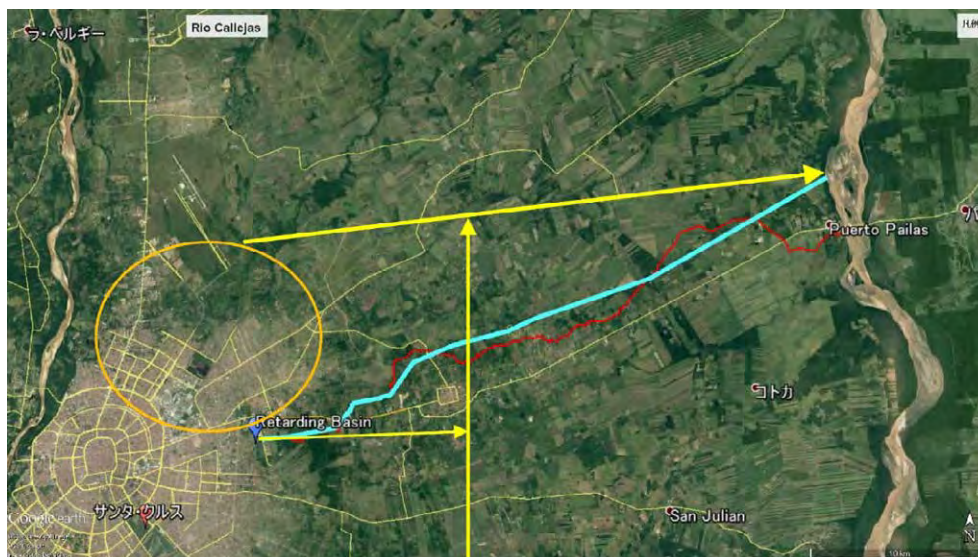 Rio Callejas
ラ・ベルギー
Puerto Pailas
コトカ
Retarding Basin
サンタ・クルス
San Julian
Google earth
10 km
N